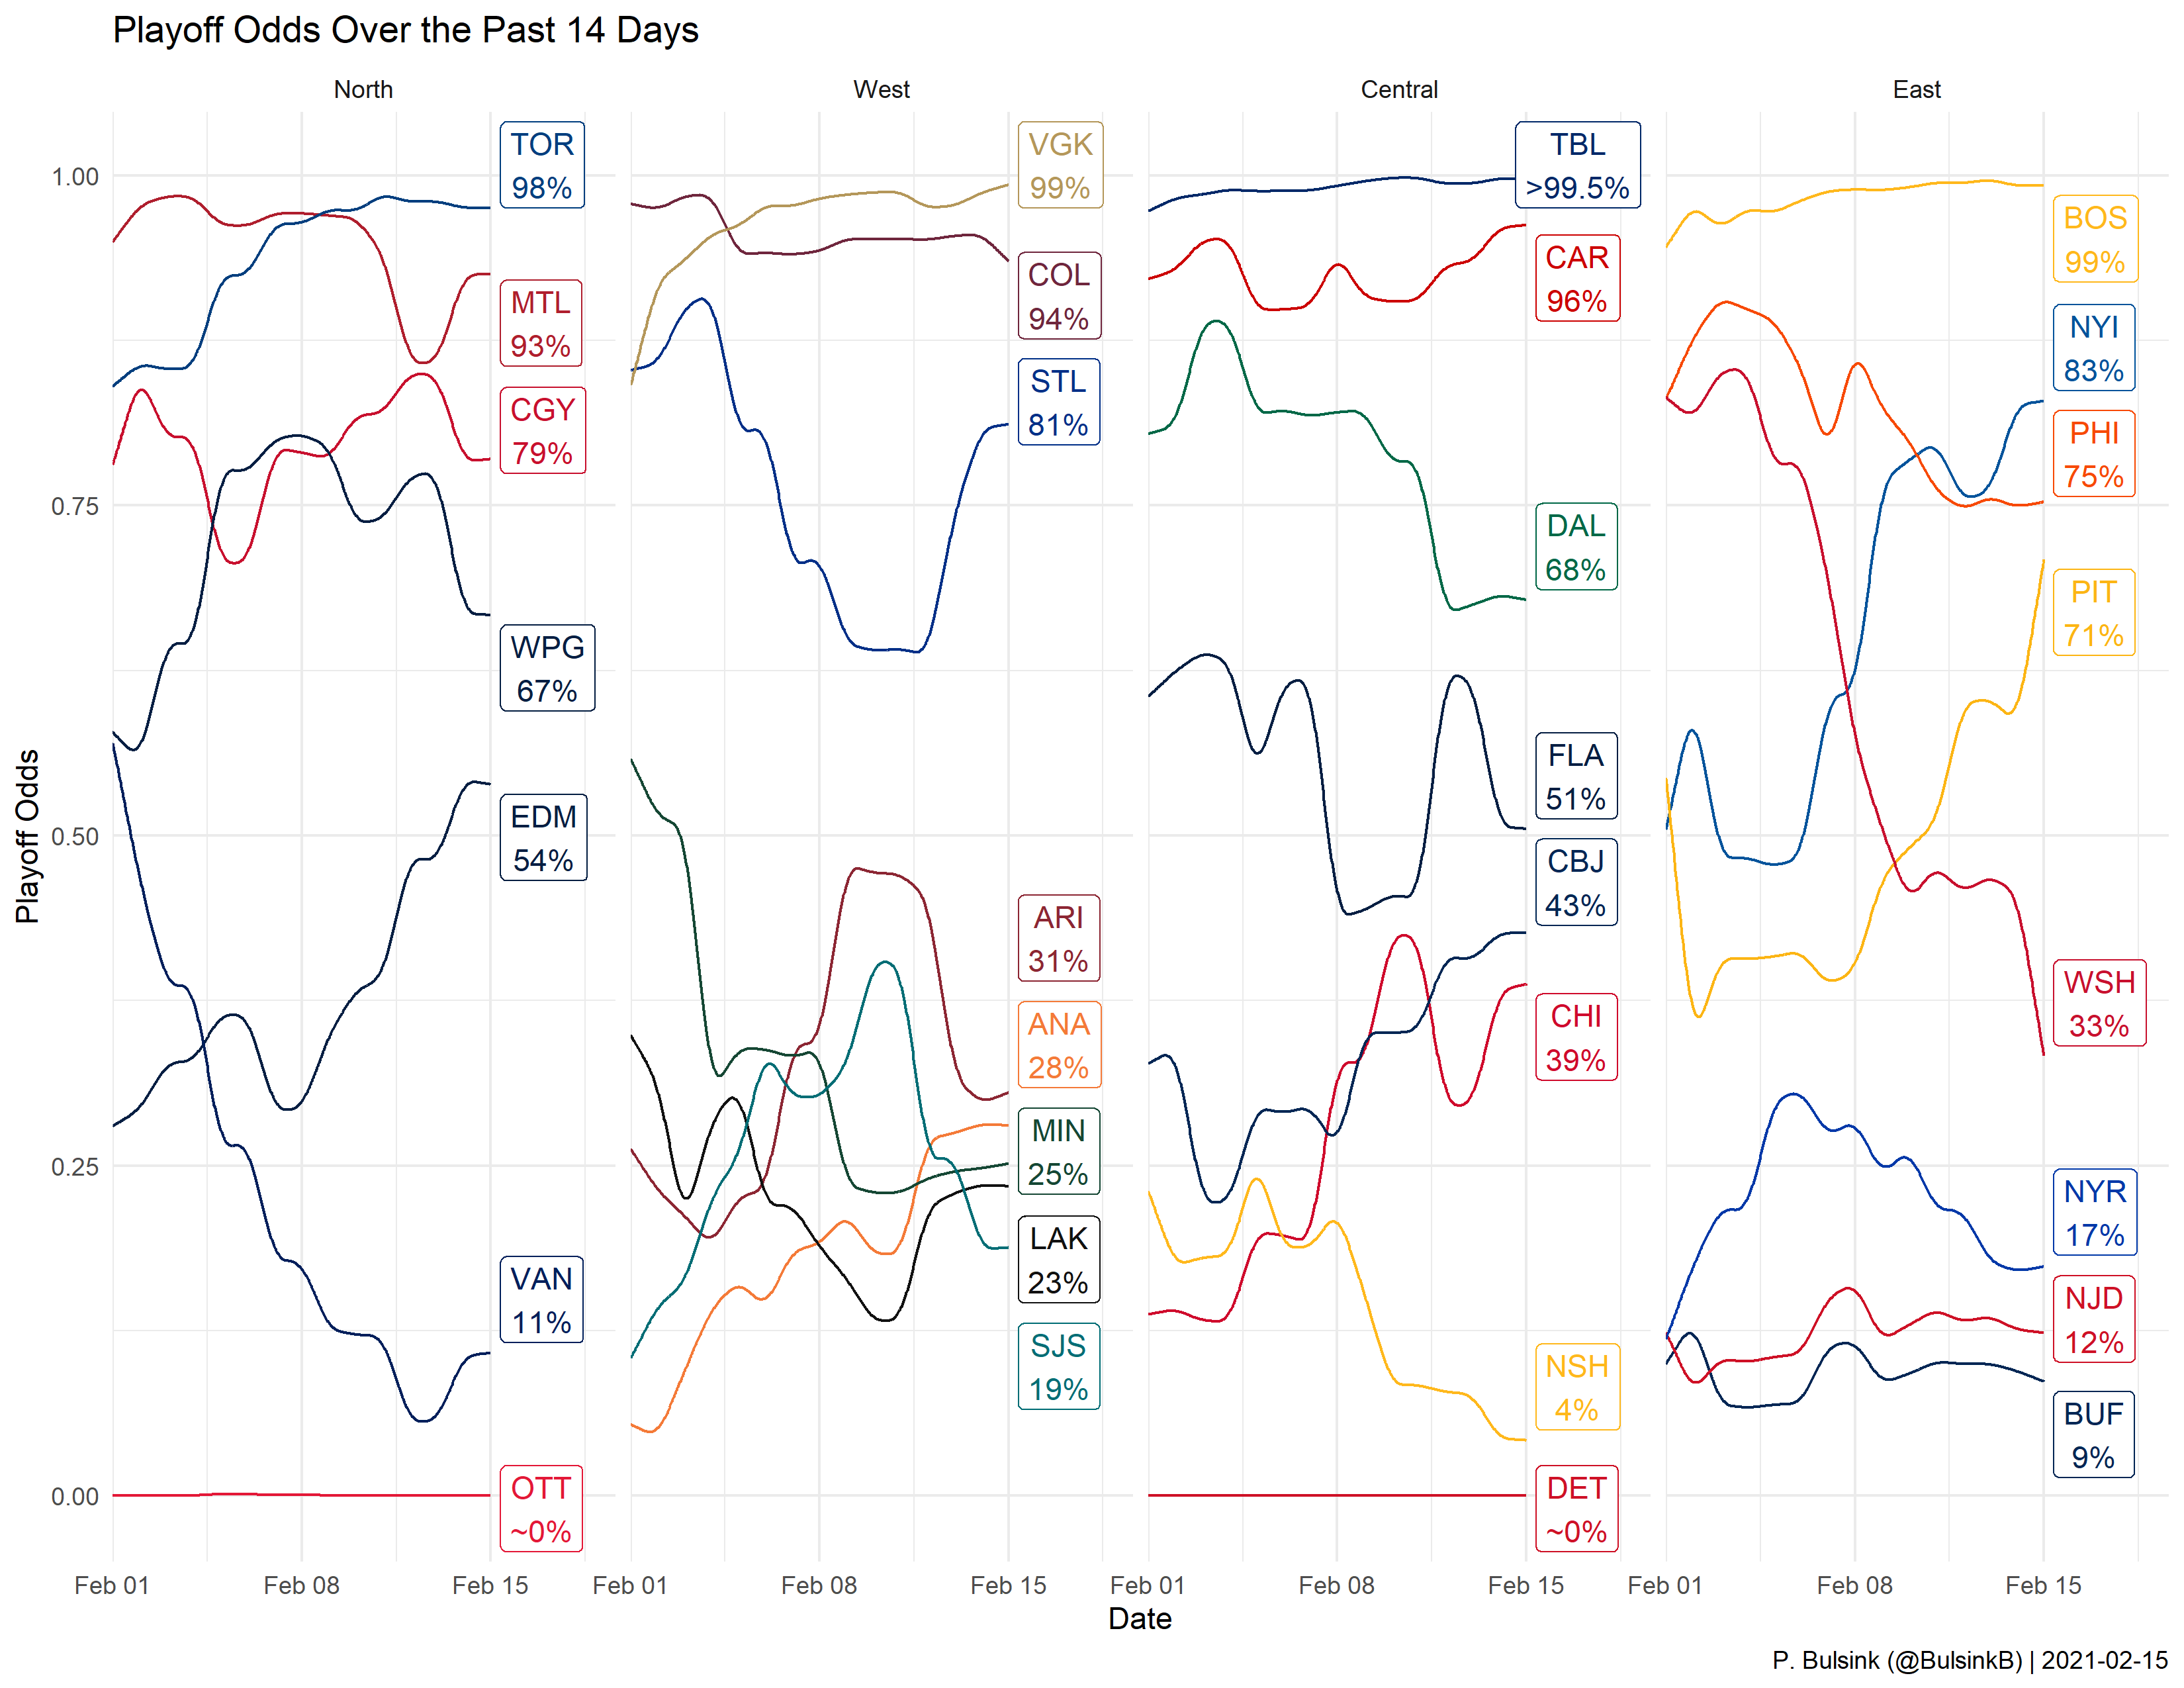 Playoff Odds Over the Past 14 Days
North
West
Central
East
Playoff Odds
1.00
0.75
0.50
0.25
0.00
TOR
98%
MTL
93%
CGY
79%
WPG
67%
EDM
54%
VAN
11%
OTT
~0%
VGK
99%
COL
94%
STL
81%
ARI
31%
ANA
28%
MIN
25%
LAK
23%
SJS
19%
TBL
>99.5%
CAR
96%
DAL
68%
FLA
51%
CBJ
43%
CHI
39%
NSH
4%
DET
~0%
BOS
99%
NYI
83%
PHI
75%
PIT
71%
WSH
33%
NYR
17%
NJD
12%
BUF
9%
Feb 01 Feb 08 Feb 15 Feb 01 Feb 08 Feb 15 Feb 01 Feb 08 Feb 15 Feb 01 Feb 08 Feb 15
Date
P. Bulsink (@BulsinkB) | 2021-02-15